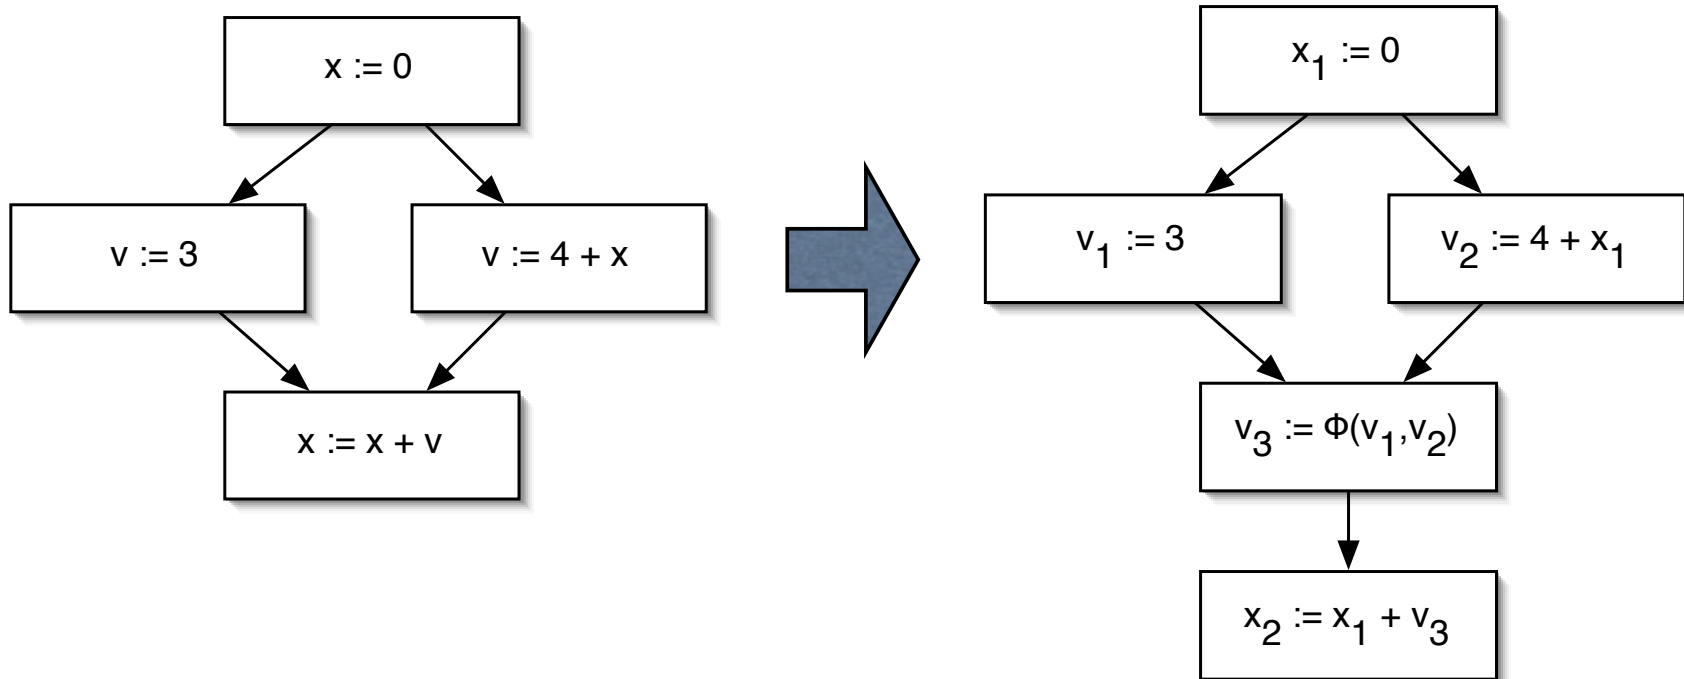 x := 0
v := 3
v := 4 + x
x := x + v
x₁ := 0
v₁ := 3
v₂ := 4 + x₁
v₃ := Φ(v₁,v₂)
x₂ := x₁ + v₃